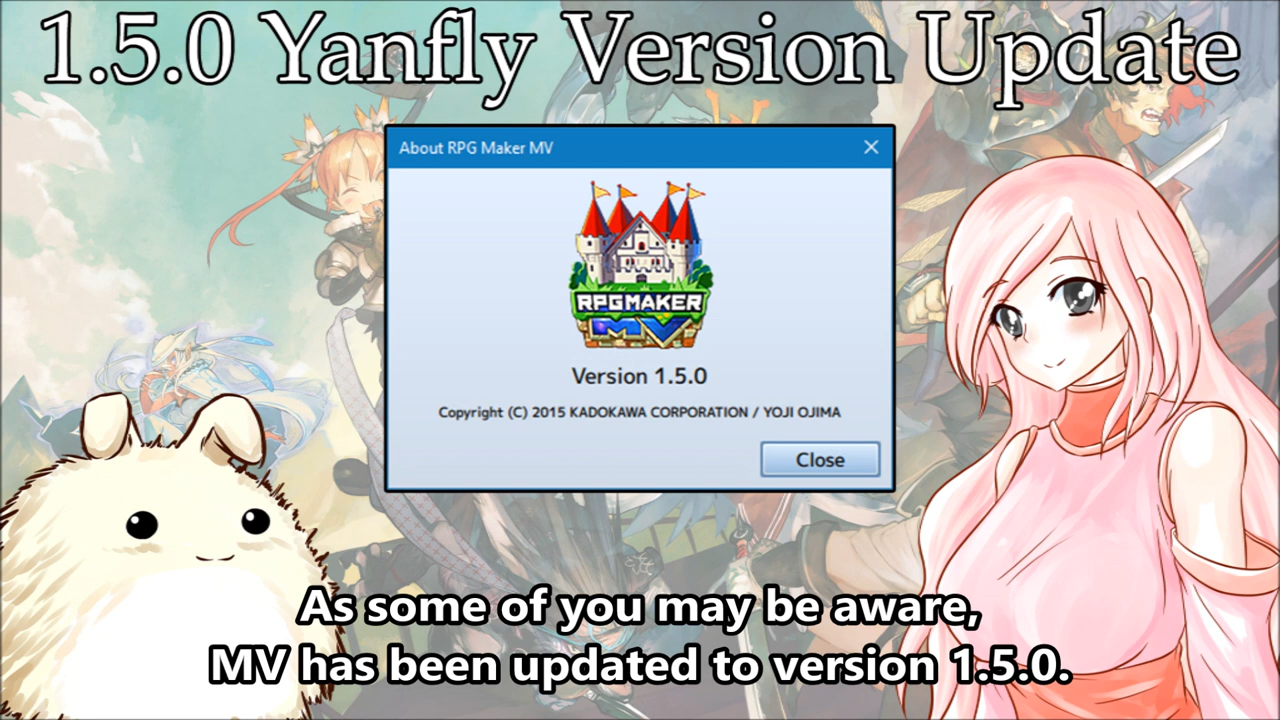 1.5.0 Yanfly Version Update
About RPG Maker MV
RPG MAKER
MV
Version 1.5.0
Copyright (C) 2015 KADOKAWA CORPORATION / YOJI OJIMA
Close
As some of you may be aware,
MV has been updated to version 1.5.0.